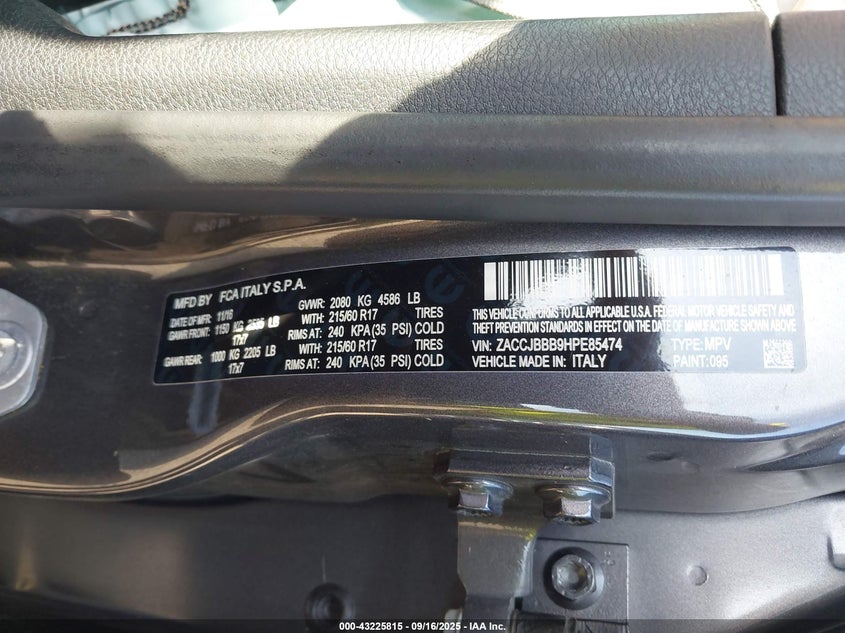 MFD BY FCA ITALY S.P.A.
DATE OF MFR: 11/16 GVWR: 2080 KG 4586 LB
GAWR FRONT: 1150 KG 2535 LB WITH: 215/60 R17 TIRES
17x7 RIMS AT: 240 KPA (35 PSI) COLD
GAWR REAR: 1000 KG 2205 LB WITH: 215/60 R17 TIRES
17x7 RIMS AT: 240 KPA (35 PSI) COLD
THIS VEHICLE CONFORMS TO ALL APPLICABLE U.S.A. FEDERAL MOTOR VEHICLE SAFETY AND
THEFT PREVENTION STANDARDS IN EFFECT ON THE DATE OF MANUFACTURE SHOWN ABOVE
VIN: ZACCJBBB9HPE85474 TYPE: MPV
VEHICLE MADE IN: ITALY PAINT: 095
000-43225815 - 09/16/2025 - IAA Inc.